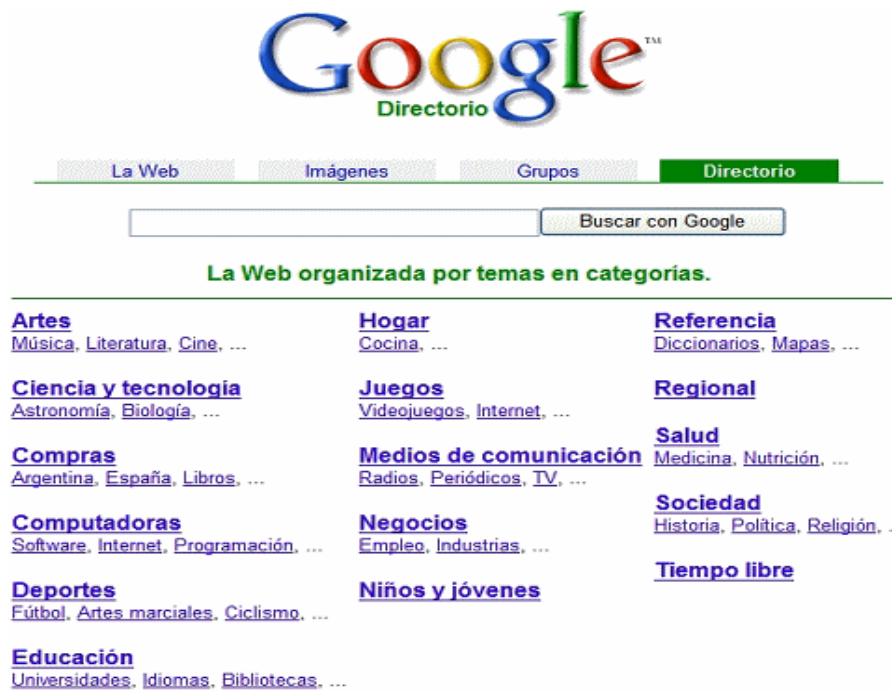 Google™
Directorio
La Web Imágenes Grupos Directorio
Buscar con Google
La Web organizada por temas en categorías.
Artes
Música, Literatura, Cine, ...
Ciencia y tecnología
Astronomía, Biología, ...
Compras
Argentina, España, Libros, ...
Computadoras
Software, Internet, Programación, ...
Deportes
Fútbol, Artes marciales, Ciclismo, ...
Educación
Universidades, Idiomas, Bibliotecas, ...
Hogar
Cocina, ...
Juegos
Videojuegos, Internet, ...
Medios de comunicación
Radios, Periódicos, TV, ...
Negocios
Empleo, Industrias, ...
Niños y jóvenes
Referencia
Diccionarios, Mapas, ...
Regional
Salud
Medicina, Nutrición, ...
Sociedad
Historia, Política, Religión, .
Tiempo libre